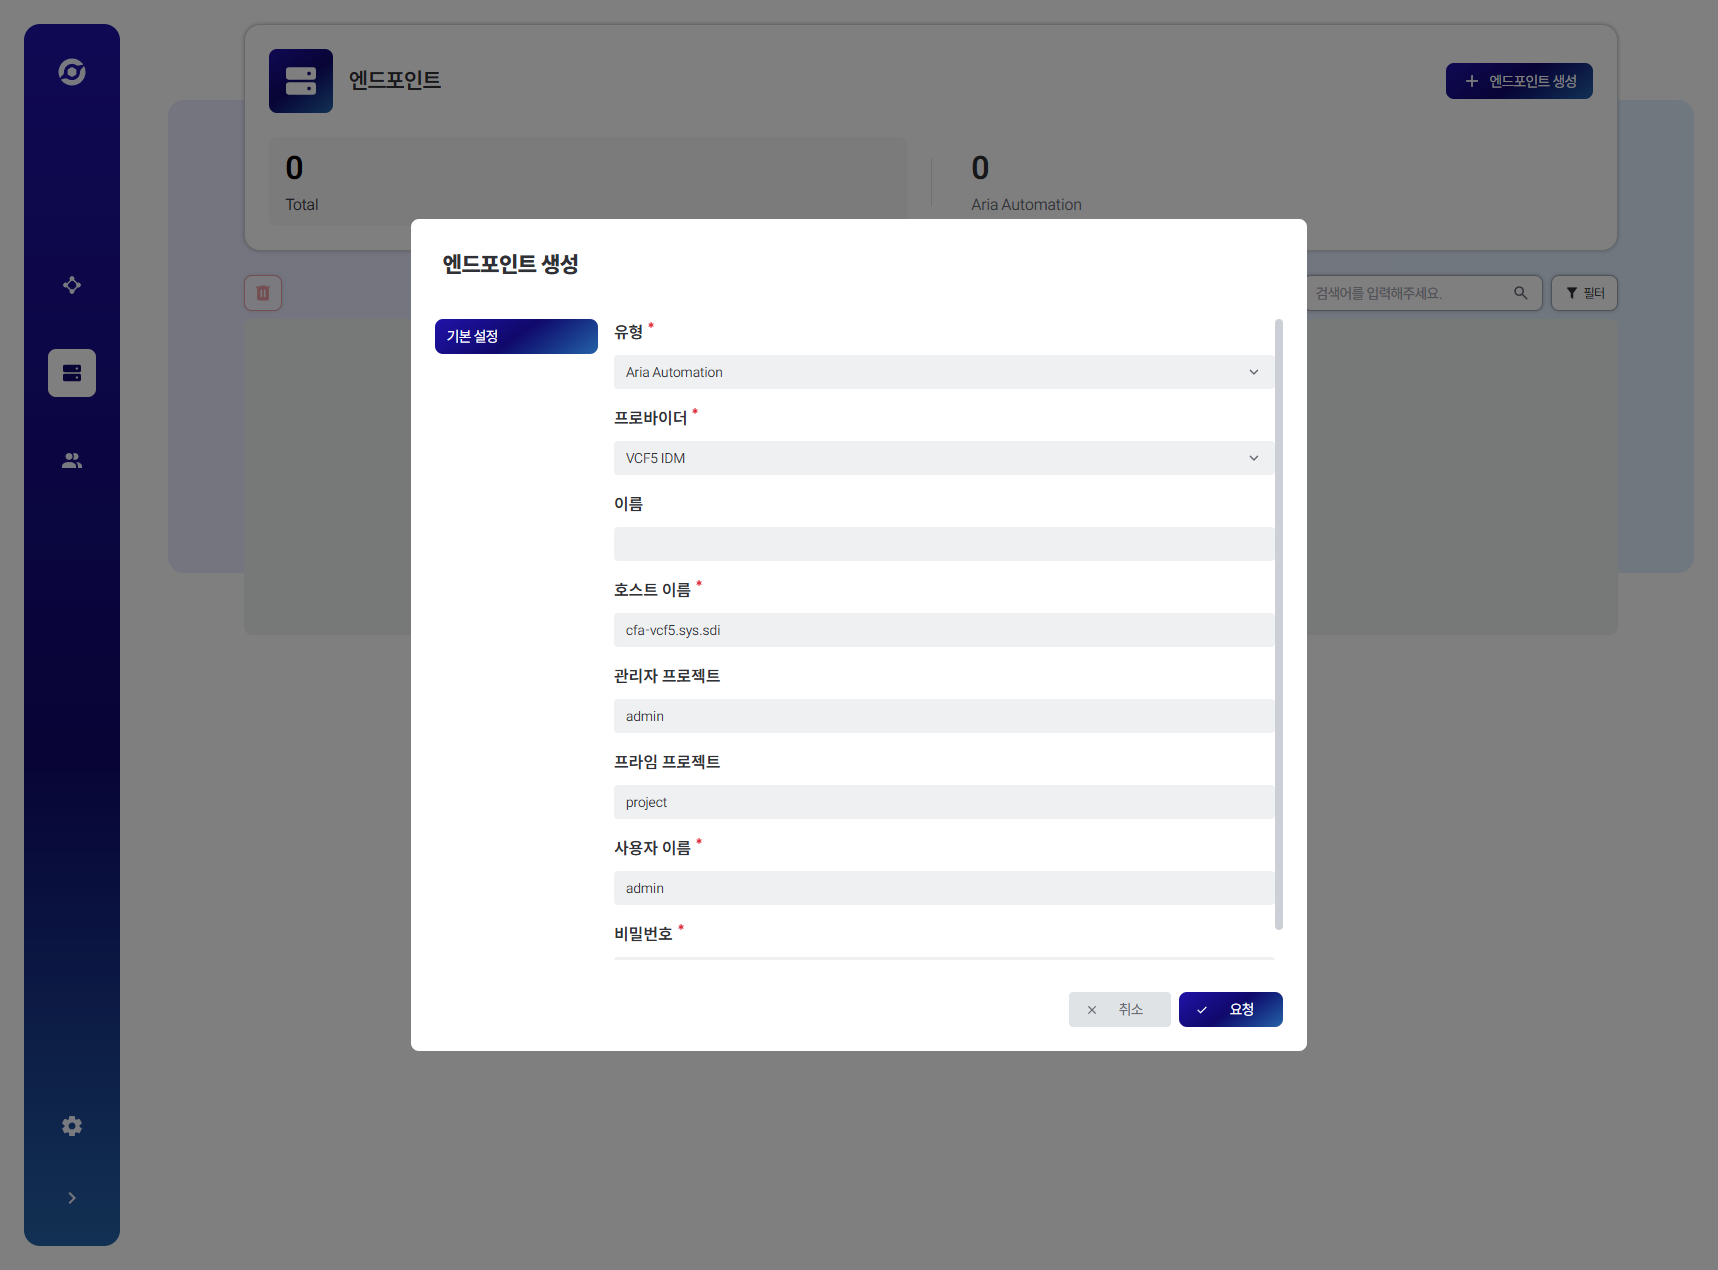 엔드포인트
엔드포인트 생성
0
Total
0
Aria Automation
검색어를 입력해주세요.
필터
엔드포인트 생성
기본 설정
유형 *
Aria Automation
프로바이더 *
VCF5 IDM
이름
호스트 이름 *
cfa-vcf5.sys.sdi
관리자 프로젝트
admin
프라임 프로젝트
project
사용자 이름 *
admin
비밀번호 *
취소
요청